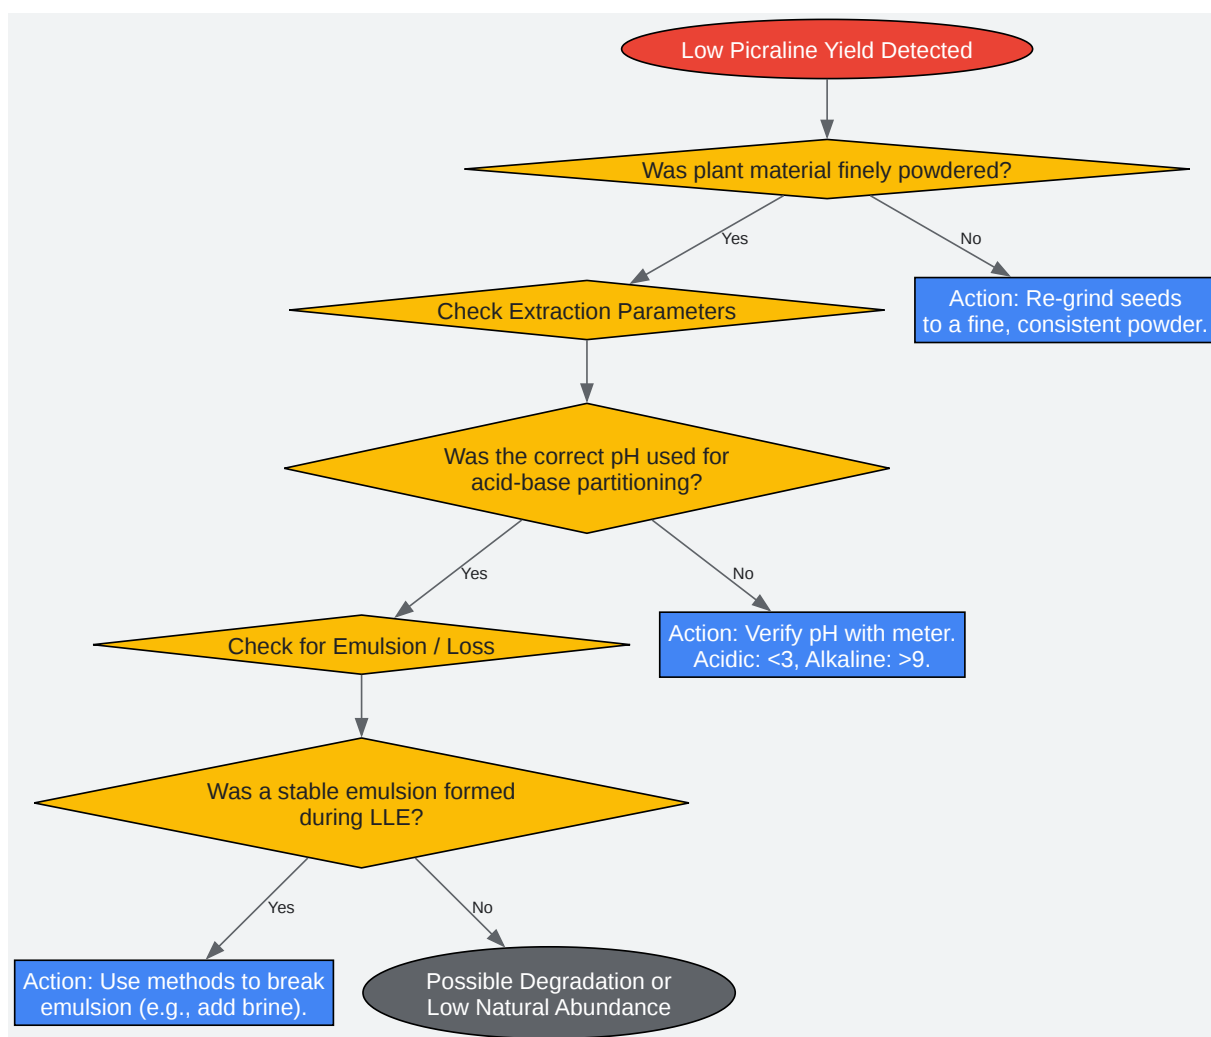 Low Picraline Yield Detected
Was plant material finely powdered?
Yes
No
Check Extraction Parameters
Action: Re-grind seeds
to a fine, consistent powder.
Was the correct pH used for
acid-base partitioning?
Yes
No
Check for Emulsion / Loss
Action: Verify pH with meter.
Acidic: <3, Alkaline: >9.
Was a stable emulsion formed
during LLE?
Yes
No
Action: Use methods to break
emulsion (e.g., add brine).
Possible Degradation or
Low Natural Abundance